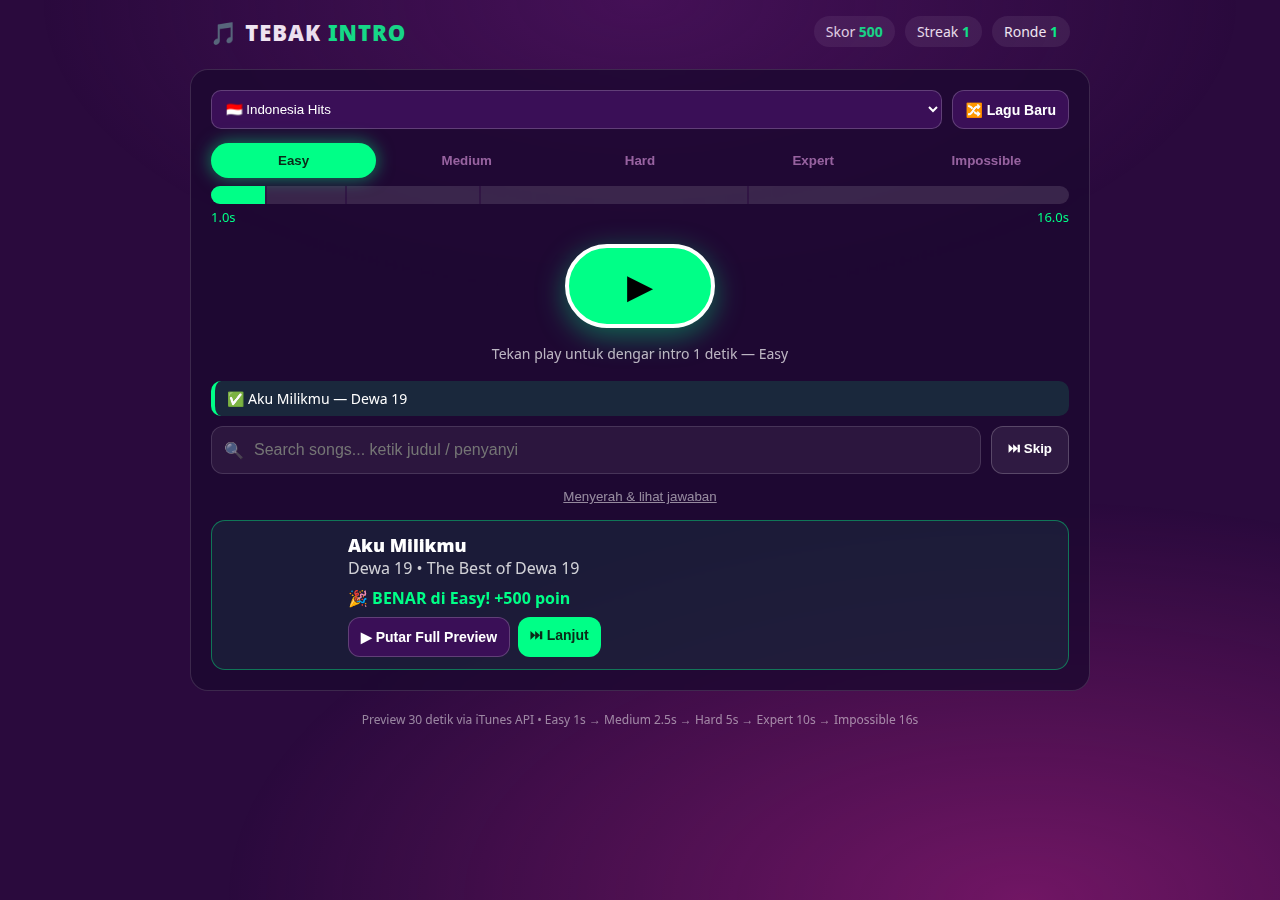 🎵 TEBAK INTRO
Skor 500 Streak 1 Ronde 1
🇮🇩 Indonesia Hits
🔀 Lagu Baru
Easy Medium Hard Expert Impossible
1.0s 16.0s
▶
Tekan play untuk dengar intro 1 detik — Easy
✅ Aku Milikmu — Dewa 19
🔍 Search songs... ketik judul / penyanyi
⏭ Skip
Menyerah & lihat jawaban
Aku Milikmu
Dewa 19 • The Best of Dewa 19
🎉 BENAR di Easy! +500 poin
▶ Putar Full Preview ⏭ Lanjut
Preview 30 detik via iTunes API • Easy 1s → Medium 2.5s → Hard 5s → Expert 10s → Impossible 16s